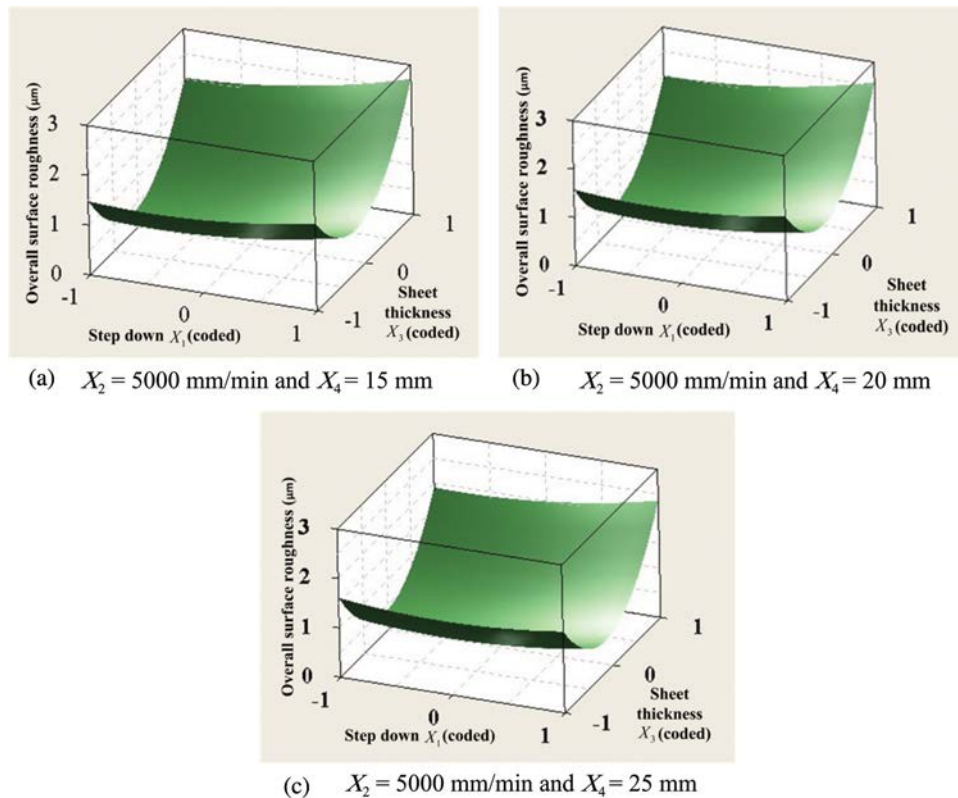 Overall surface roughness (μm)
3
2
1
0
-1
0
1
Step down X₁ (coded)
-1
0
1
Sheet
thickness
X₃ (coded)
(a) X₂ = 5000 mm/min and X₄ = 15 mm
Overall surface roughness (μm)
3
2
1
0
-1
0
1
Step down X₁ (coded)
-1
0
1
Sheet
thickness
X₃ (coded)
(b) X₂ = 5000 mm/min and X₄ = 20 mm
Overall surface roughness (μm)
3
2
1
0
-1
0
1
Step down X₁ (coded)
-1
0
1
Sheet
thickness
X₃ (coded)
(c) X₂ = 5000 mm/min and X₄ = 25 mm